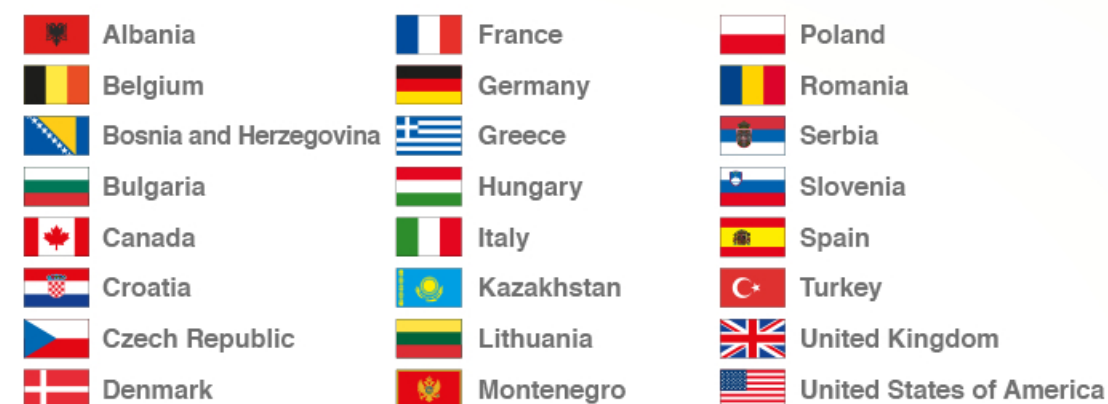 Albania
Belgium
Bosnia and Herzegovina
Bulgaria
Canada
Croatia
Czech Republic
Denmark
France
Germany
Greece
Hungary
Italy
Kazakhstan
Lithuania
Montenegro
Poland
Romania
Serbia
Slovenia
Spain
Turkey
United Kingdom
United States of America